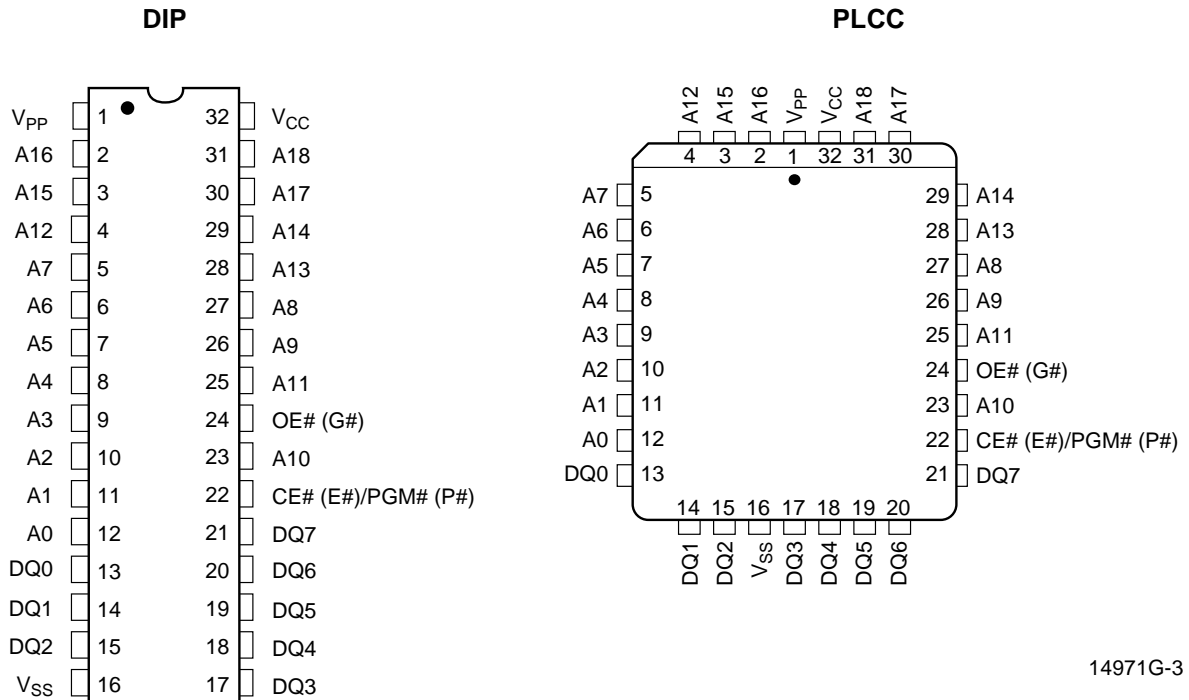 DIP
VPP 1 32 VCC
A16 2 31 A18
A15 3 30 A17
A12 4 29 A14
A7 5 28 A13
A6 6 27 A8
A5 7 26 A9
A4 8 25 A11
A3 9 24 OE# (G#)
A2 10 23 A10
A1 11 22 CE# (E#)/PGM# (P#)
A0 12 21 DQ7
DQ0 13 20 DQ6
DQ1 14 19 DQ5
DQ2 15 18 DQ4
VSS 16 17 DQ3
PLCC
A12 A15 A16 VPP VCC A18 A17
4 3 2 1 32 31 30
A7 5 29 A14
A6 6 28 A13
A5 7 27 A8
A4 8 26 A9
A3 9 25 A11
A2 10 24 OE# (G#)
A1 11 23 A10
A0 12 22 CE# (E#)/PGM# (P#)
DQ0 13 21 DQ7
14 15 16 17 18 19 20
DQ1 DQ2 VSS DQ3 DQ4 DQ5 DQ6
14971G-3